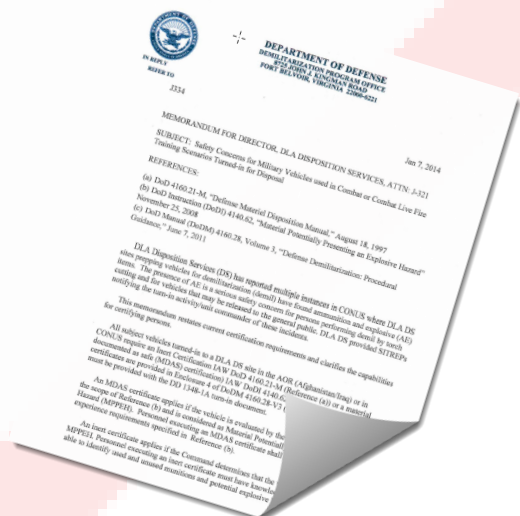 DEPARTMENT OF DEFENSE
DEMILITARIZATION PROGRAM OFFICE
8725 JOHN J. KINGMAN ROAD
FORT BELVOIR, VIRGINIA 22060-6221
IN REPLY
REFER TO
J334
Jan 7, 2014
MEMORANDUM FOR DIRECTOR, DLA DISPOSITION SERVICES, ATTN: J-321
SUBJECT: Safety Concerns for Military Vehicles used in Combat or Combat Live Fire
Training Scenarios Turned-in for Disposal
REFERENCES:
(a) DoD 4160.21-M, "Defense Material Disposition Manual," August 18, 1997
(b) DoD Instruction (DoDI) 4140.62, "Material Potentially Presenting an Explosive Hazard"
November 25, 2008
(c) DoD Manual (DoDM) 4160.28, Volume 3, "Defense Demilitarization: Procedural
Guidance," June 7, 2011
DLA Disposition Services (DS) has reported multiple instances in CONUS where DLA DS
sites prepping vehicles for demilitarization (demil) have found ammunition and explosive (AE)
items. The presence of AE is a serious safety concern for persons performing demil by torch
cutting and for vehicles that may be released to the general public. DLA DS provided SITREPs
notifying the turn-in activity/unit commander of these incidents.
This memorandum restates current certification requirements and clarifies the capabilities
for certifying persons.
All subject vehicles turned-in to a DLA DS site in the AOR (Afghanistan/Iraq) or in
CONUS require an Inert Certification IAW DoD 4160.21-M (Reference (a)) or a material
documented as safe (MDAS) certification) IAW DoDI 4140.6
certificates are provided in Enclosure 4 of DoDM 4160.28-V3 (
must be provided with the DD 1348-1A turn-in document.
An MDAS certificate applies if the vehicle is evaluated by the
the scope of Reference (b) and is considered as Material Potential
Hazard (MPPEH). Personnel executing an MDAS certificate shall
experience requirements specified in Reference (b).
An inert certificate applies if the Command determines that the
MPPEH. Personnel executing an inert certificate must have knowle
able to identify used and unused munitions and potential explosive